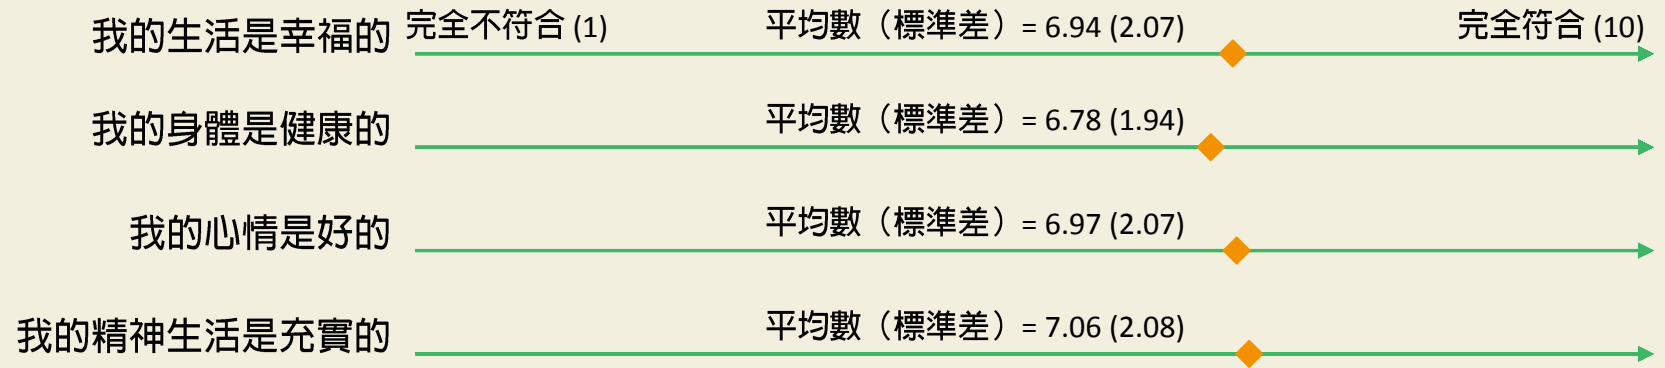 我的生活是幸福的 完全不符合 (1) 平均數（標準差）= 6.94 (2.07) 完全符合 (10)
我的身體是健康的 平均數（標準差）= 6.78 (1.94)
我的心情是好的 平均數（標準差）= 6.97 (2.07)
我的精神生活是充實的 平均數（標準差）= 7.06 (2.08)